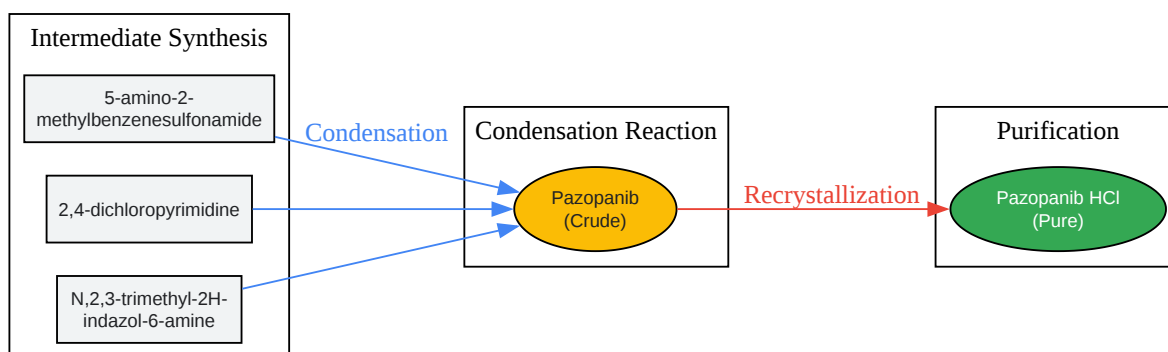 Intermediate Synthesis
5-amino-2-
methylbenzenesulfonamide
2,4-dichloropyrimidine
N,2,3-trimethyl-2H-
indazol-6-amine
Condensation
Condensation Reaction
Pazopanib
(Crude)
Recrystallization
Purification
Pazopanib HCl
(Pure)